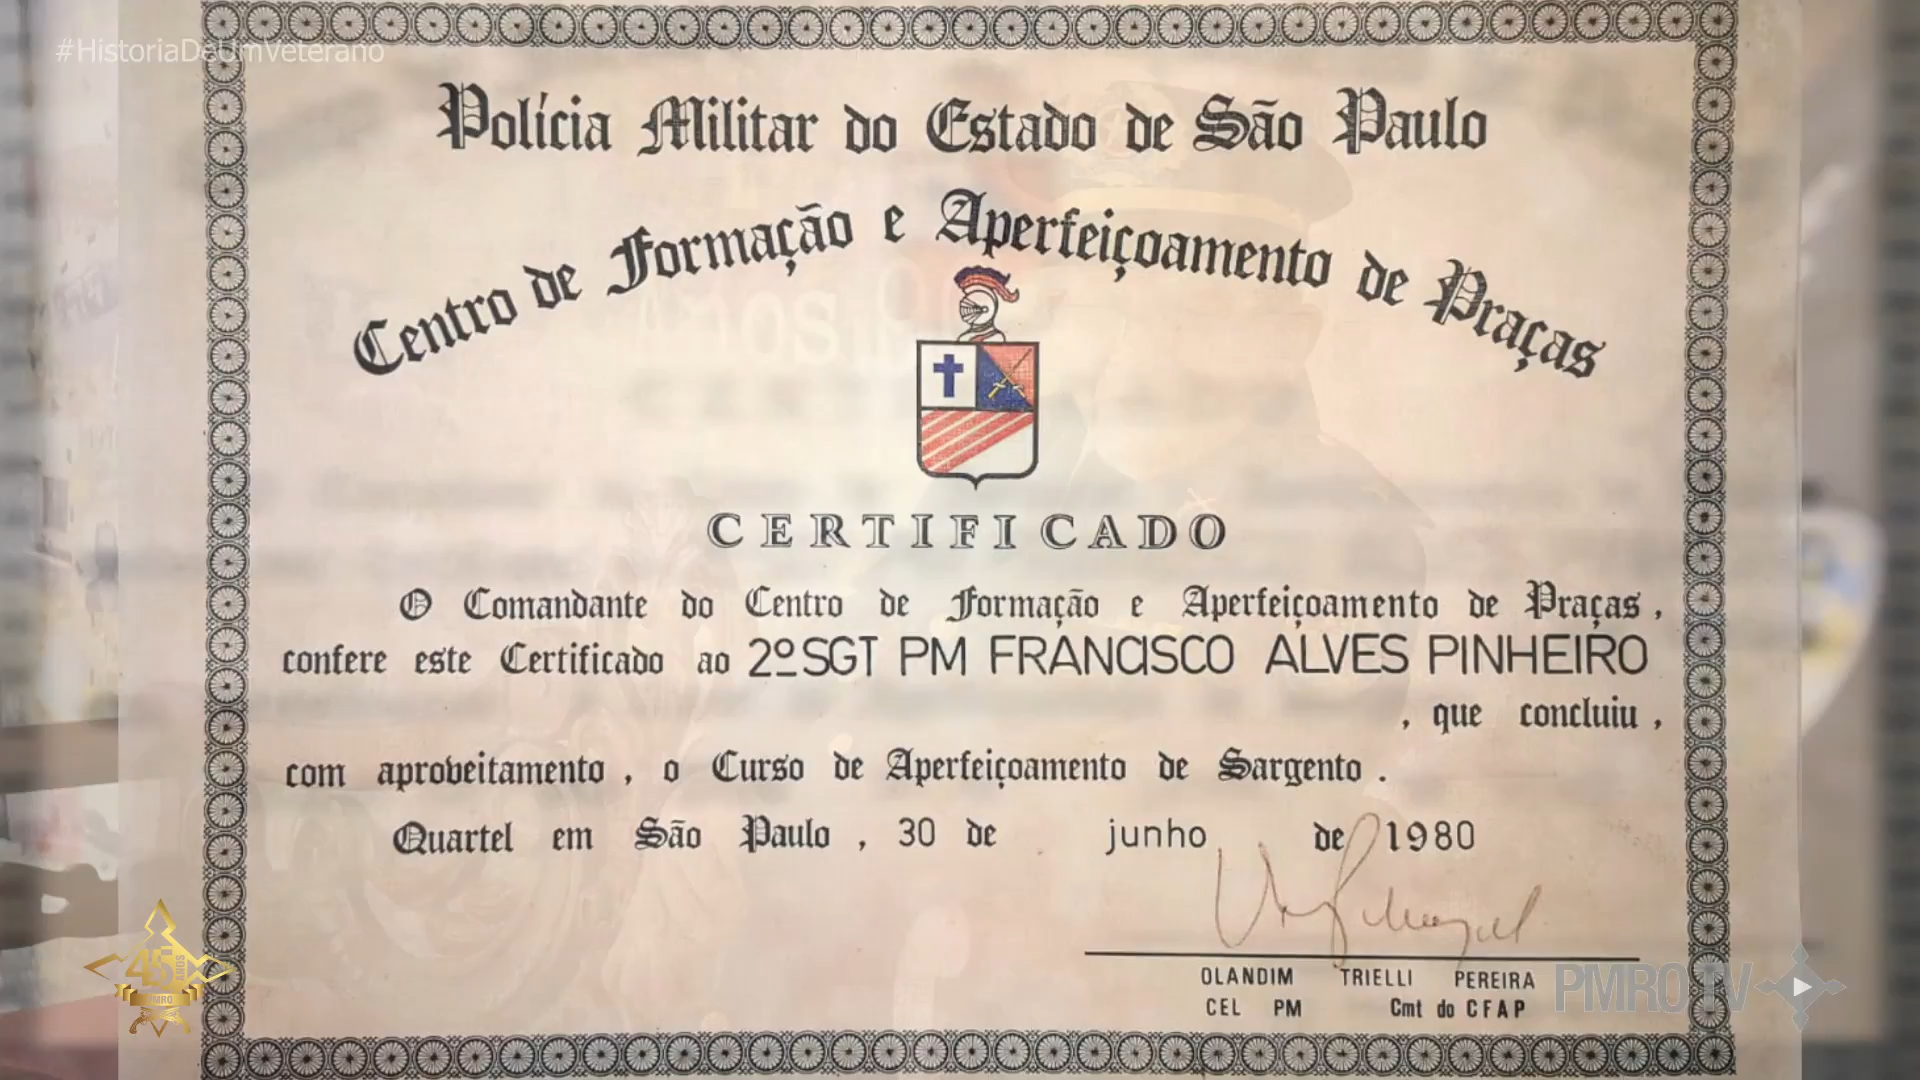 #HistoriaDeUmVeterano
Polícia Militar do Estado de São Paulo
Centro de Formação e Aperfeiçoamento de Praças
CERTIFICADO
O Comandante do Centro de Formação e Aperfeiçoamento de Praças,
confere este Certificado ao 2º SGT PM FRANCISCO ALVES PINHEIRO
, que concluiu,
com aproveitamento, o Curso de Aperfeiçoamento de Sargento.
Quartel em São Paulo, 30 de junho de 1980
OLANDIM TRIELLI PEREIRA
CEL PM Cmt do CFAP
45 ANOS
PMRO
PMRO TV